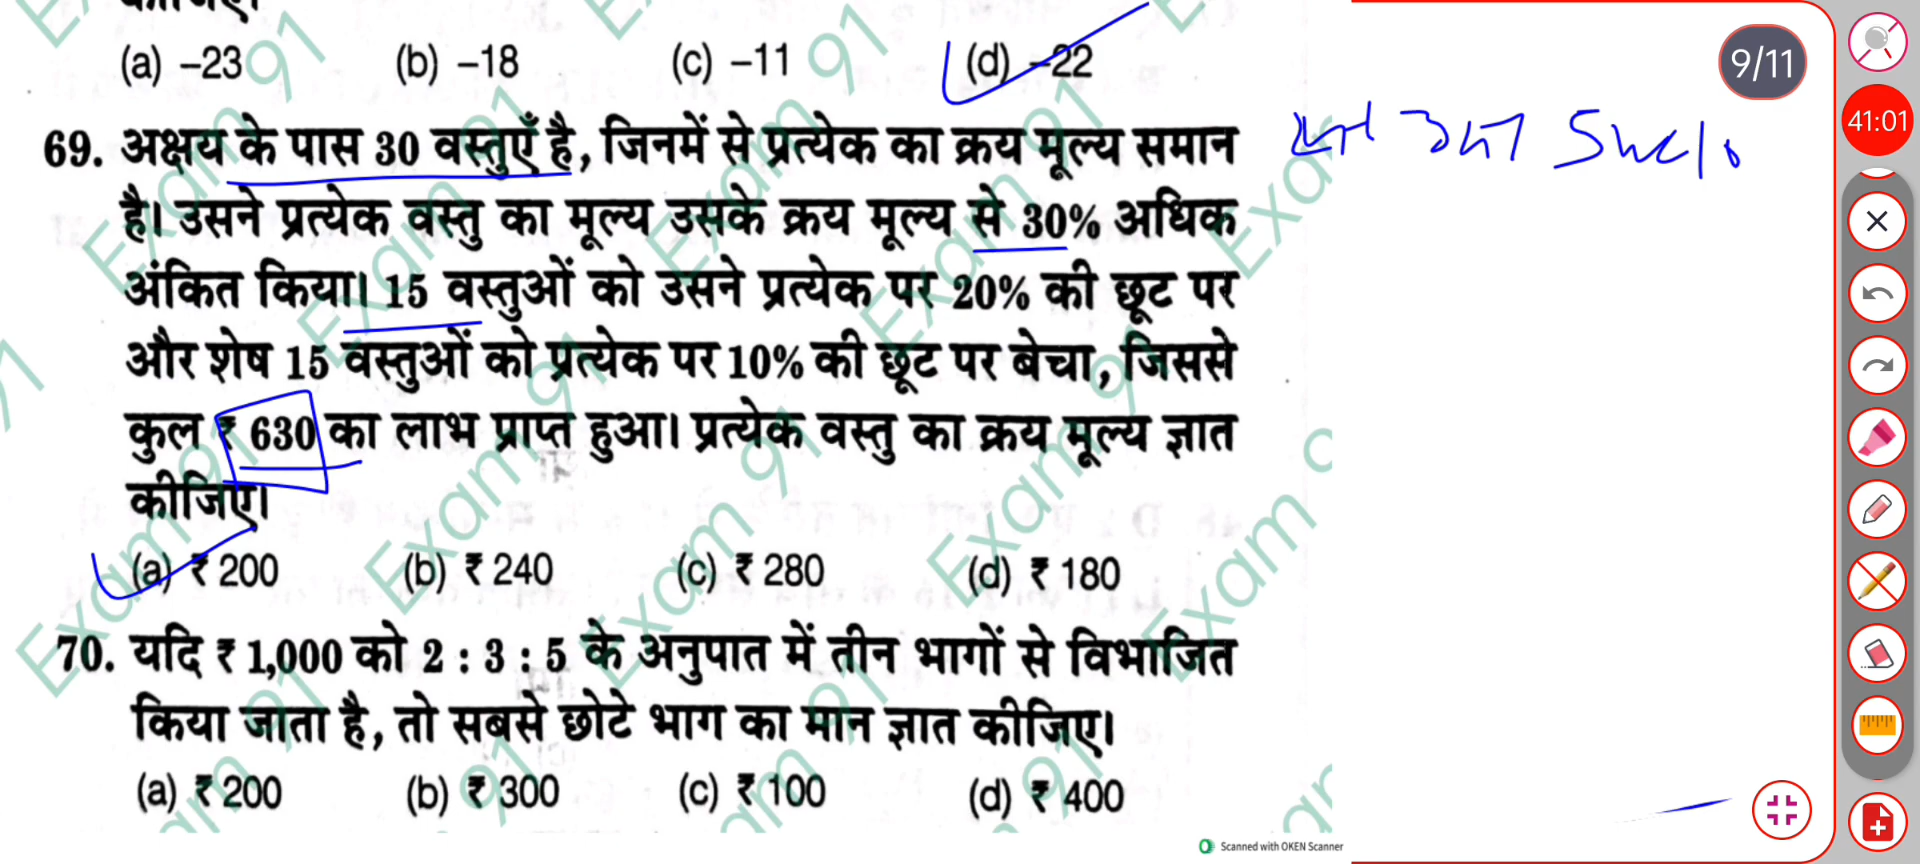 (a) –23 (b) –18 (c) –11 (d) –22
69. अक्षय के पास 30 वस्तुएँ है, जिनमें से प्रत्येक का क्रय मूल्य समान
है। उसने प्रत्येक वस्तु का मूल्य उसके क्रय मूल्य से 30% अधिक
अंकित किया। 15 वस्तुओं को उसने प्रत्येक पर 20% की छूट पर
और शेष 15 वस्तुओं को प्रत्येक पर 10% की छूट पर बेचा, जिससे
कुल ₹ 630 का लाभ प्राप्त हुआ। प्रत्येक वस्तु का क्रय मूल्य ज्ञात
कीजिए।
(a) ₹ 200 (b) ₹ 240 (c) ₹ 280 (d) ₹ 180
70. यदि ₹ 1,000 को 2 : 3 : 5 के अनुपात में तीन भागों से विभाजित
किया जाता है, तो सबसे छोटे भाग का मान ज्ञात कीजिए।
(a) ₹ 200 (b) ₹ 300 (c) ₹ 100 (d) ₹ 400
Scanned with OKEN Scanner
9/11
41:01
Exam 91